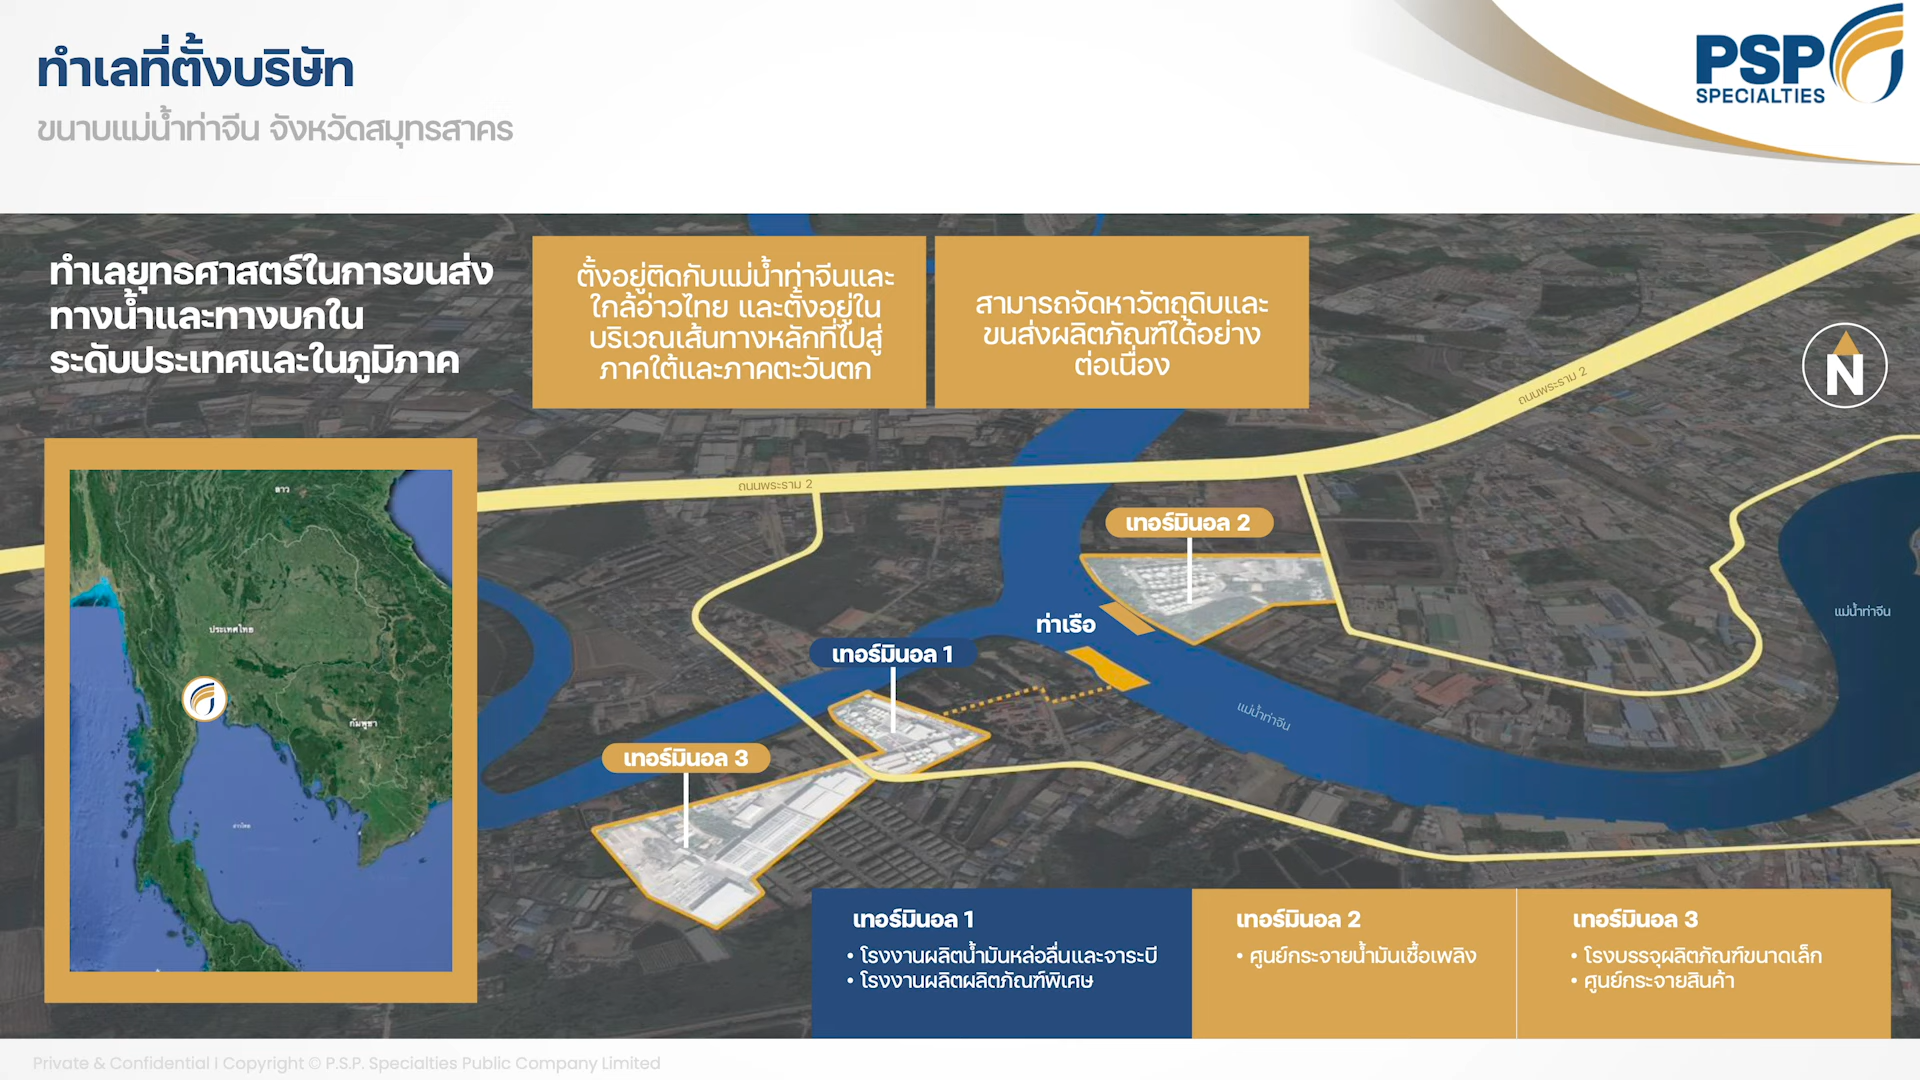 ทำเลที่ตั้งบริษัท
ขนาบแม่น้ำท่าจีน จังหวัดสมุทรสาคร
PSP
SPECIALTIES
ทำเลยุทธศาสตร์ในการขนส่ง
ทางน้ำและทางบกใน
ระดับประเทศและในภูมิภาค
ตั้งอยู่ติดกับแม่น้ำท่าจีนและ
ใกล้อ่าวไทย และตั้งอยู่ใน
บริเวณเส้นทางหลักที่ไปสู่
ภาคใต้และภาคตะวันตก
สามารถจัดหาวัตถุดิบและ
ขนส่งผลิตภัณฑ์ได้อย่าง
ต่อเนื่อง
N
ถนนพระราม 2
ถนนพระราม 2
ลาว
ประเทศไทย
กัมพูชา
อ่าวไทย
เทอร์มินอล 2
ท่าเรือ
แม่น้ำท่าจีน
เทอร์มินอล 1
แม่น้ำท่าจีน
เทอร์มินอล 3
เทอร์มินอล 1
• โรงงานผลิตน้ำมันหล่อลื่นและจาระบี
• โรงงานผลิตผลิตภัณฑ์พิเศษ
เทอร์มินอล 2
• ศูนย์กระจายน้ำมันเชื้อเพลิง
เทอร์มินอล 3
• โรงบรรจุผลิตภัณฑ์ขนาดเล็ก
• ศูนย์กระจายสินค้า
Private & Confidential I Copyright © P.S.P. Specialties Public Company Limited